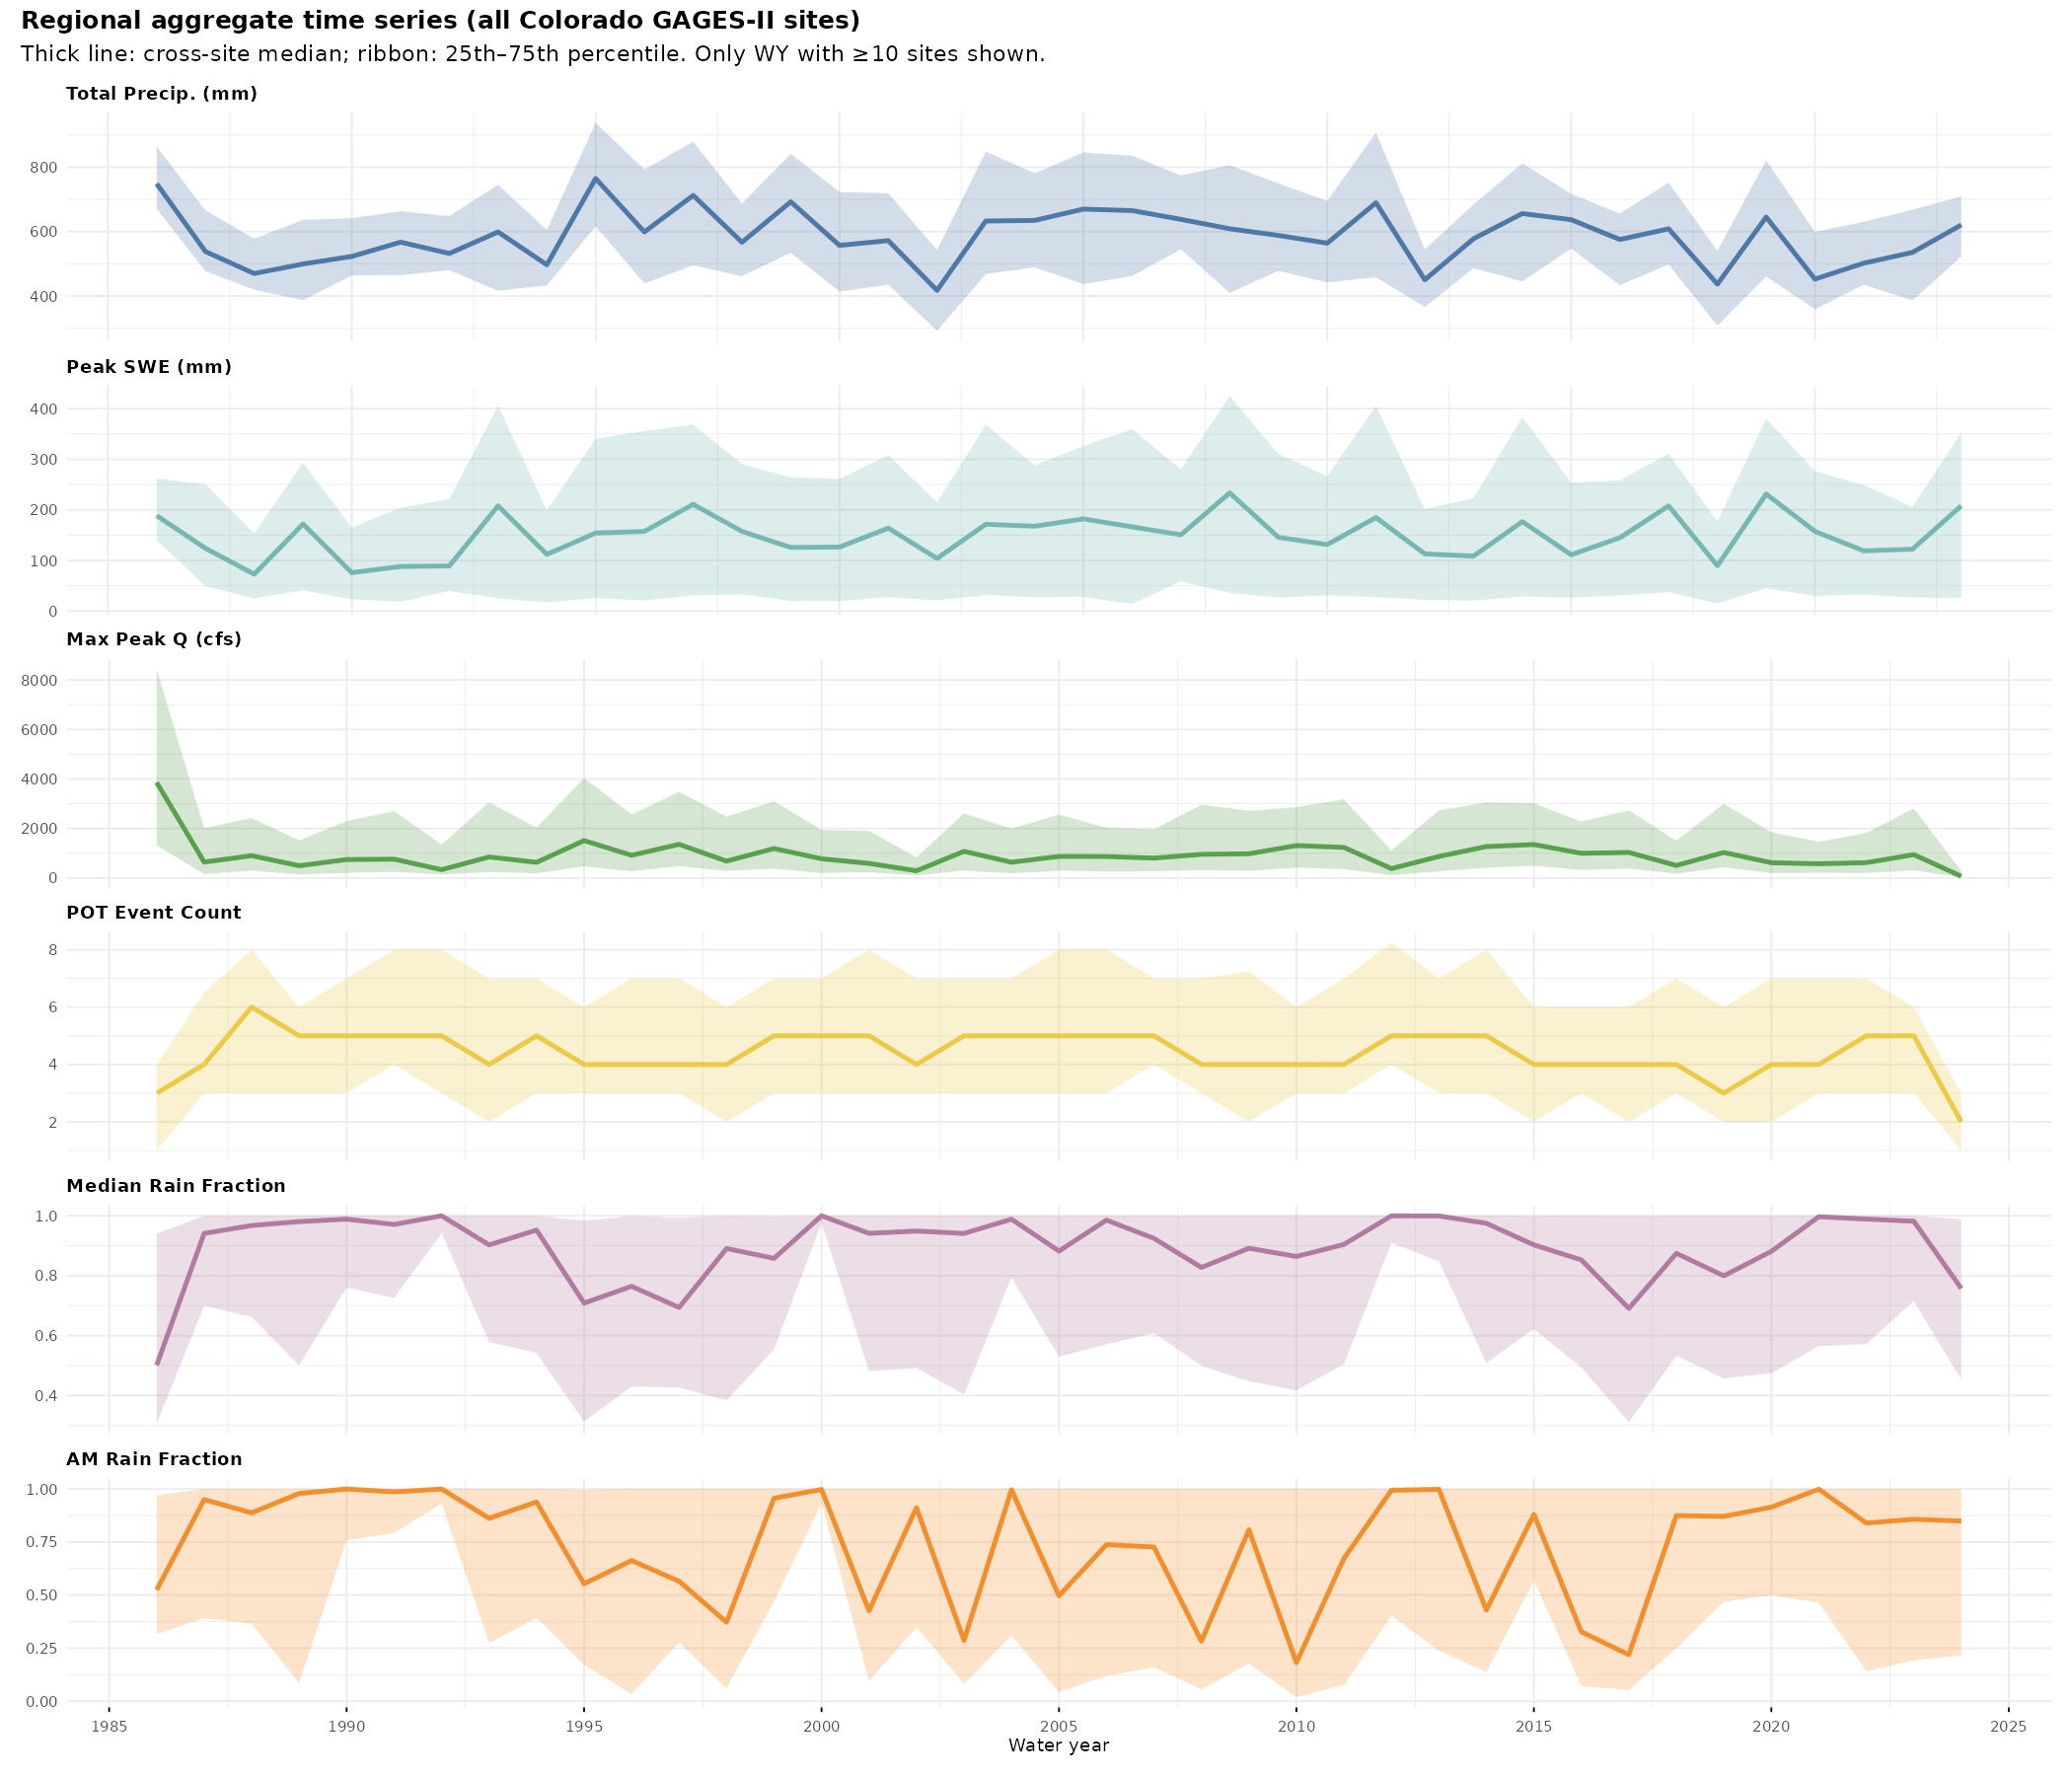 Regional aggregate time series (all Colorado GAGES-II sites)
Thick line: cross-site median; ribbon: 25th–75th percentile. Only WY with ≥10 sites shown.
Total Precip. (mm)
800
600
400
Peak SWE (mm)
400
300
200
100
0
Max Peak Q (cfs)
8000
6000
4000
2000
0
POT Event Count
8
6
4
2
Median Rain Fraction
1.0
0.8
0.6
0.4
AM Rain Fraction
1.00
0.75
0.50
0.25
0.00
1985 1990 1995 2000 2005 2010 2015 2020 2025
Water year